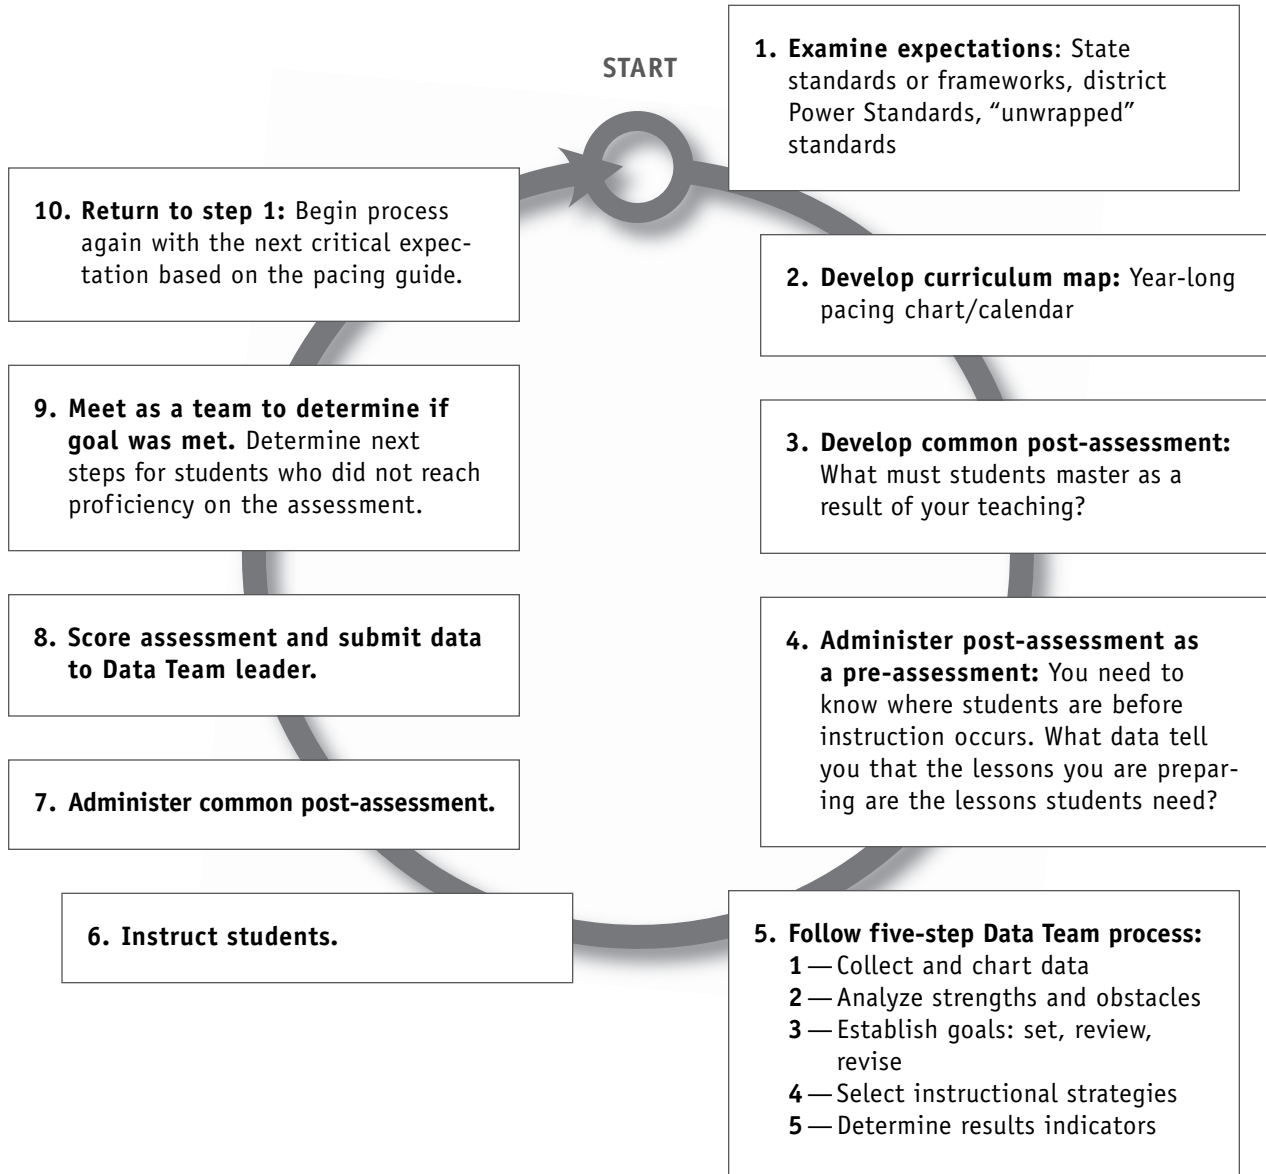 START
1. Examine expectations: State
standards or frameworks, district
Power Standards, “unwrapped”
standards
2. Develop curriculum map: Year-long
pacing chart/calendar
3. Develop common post-assessment:
What must students master as a
result of your teaching?
4. Administer post-assessment as
a pre-assessment: You need to
know where students are before
instruction occurs. What data tell
you that the lessons you are prepar-
ing are the lessons students need?
5. Follow five-step Data Team process:
1 — Collect and chart data
2 — Analyze strengths and obstacles
3 — Establish goals: set, review,
revise
4 — Select instructional strategies
5 — Determine results indicators
6. Instruct students.
7. Administer common post-assessment.
8. Score assessment and submit data
to Data Team leader.
9. Meet as a team to determine if
goal was met. Determine next
steps for students who did not reach
proficiency on the assessment.
10. Return to step 1: Begin process
again with the next critical expec-
tation based on the pacing guide.